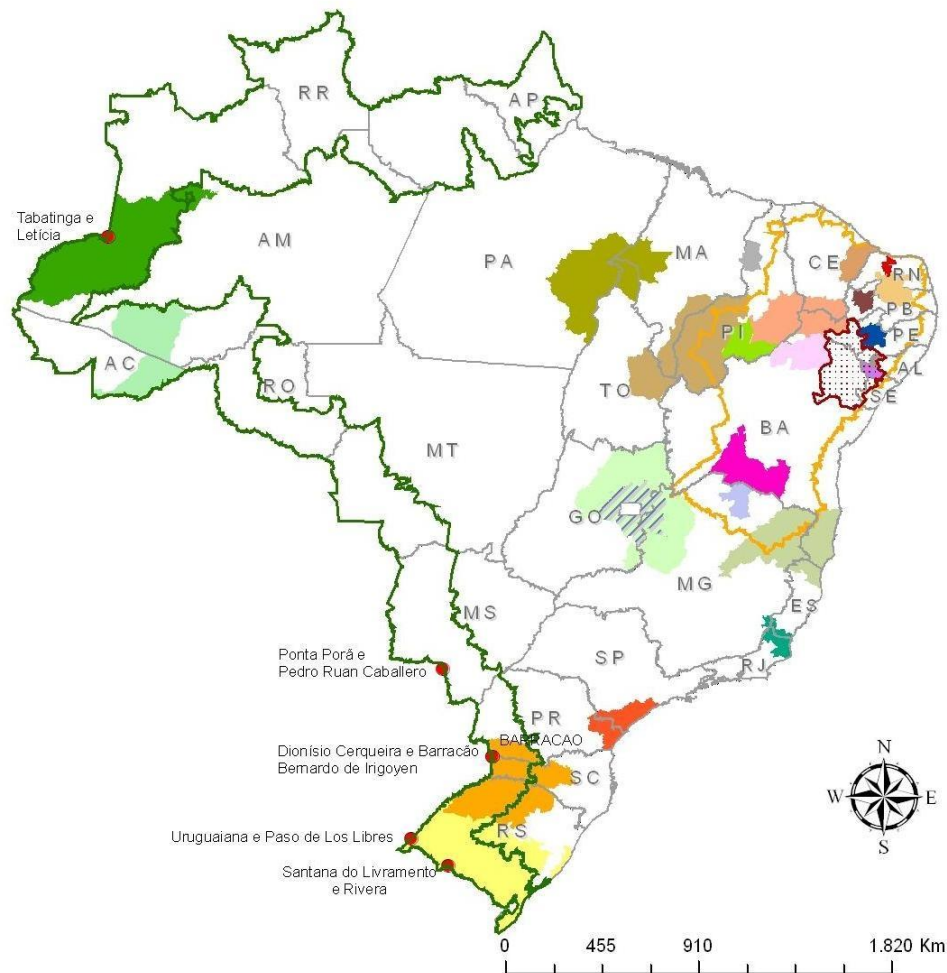 RR
AP
Tabatinga e
Letícia
AM
PA
MA
CE
RN
PB
PE
PI
AL
SE
AC
RO
TO
BA
MT
GO
MG
ES
MS
SP
RJ
Ponta Porã e
Pedro Ruan Caballero
PR
BARRACAO
Dionísio Cerqueira e Barracão
Bernardo de Irigoyen
SC
N
W
E
S
Uruguaiana e Paso de Los Libres
RS
Santana do Livramento
e Rivera
0 455 910 1.820 Km